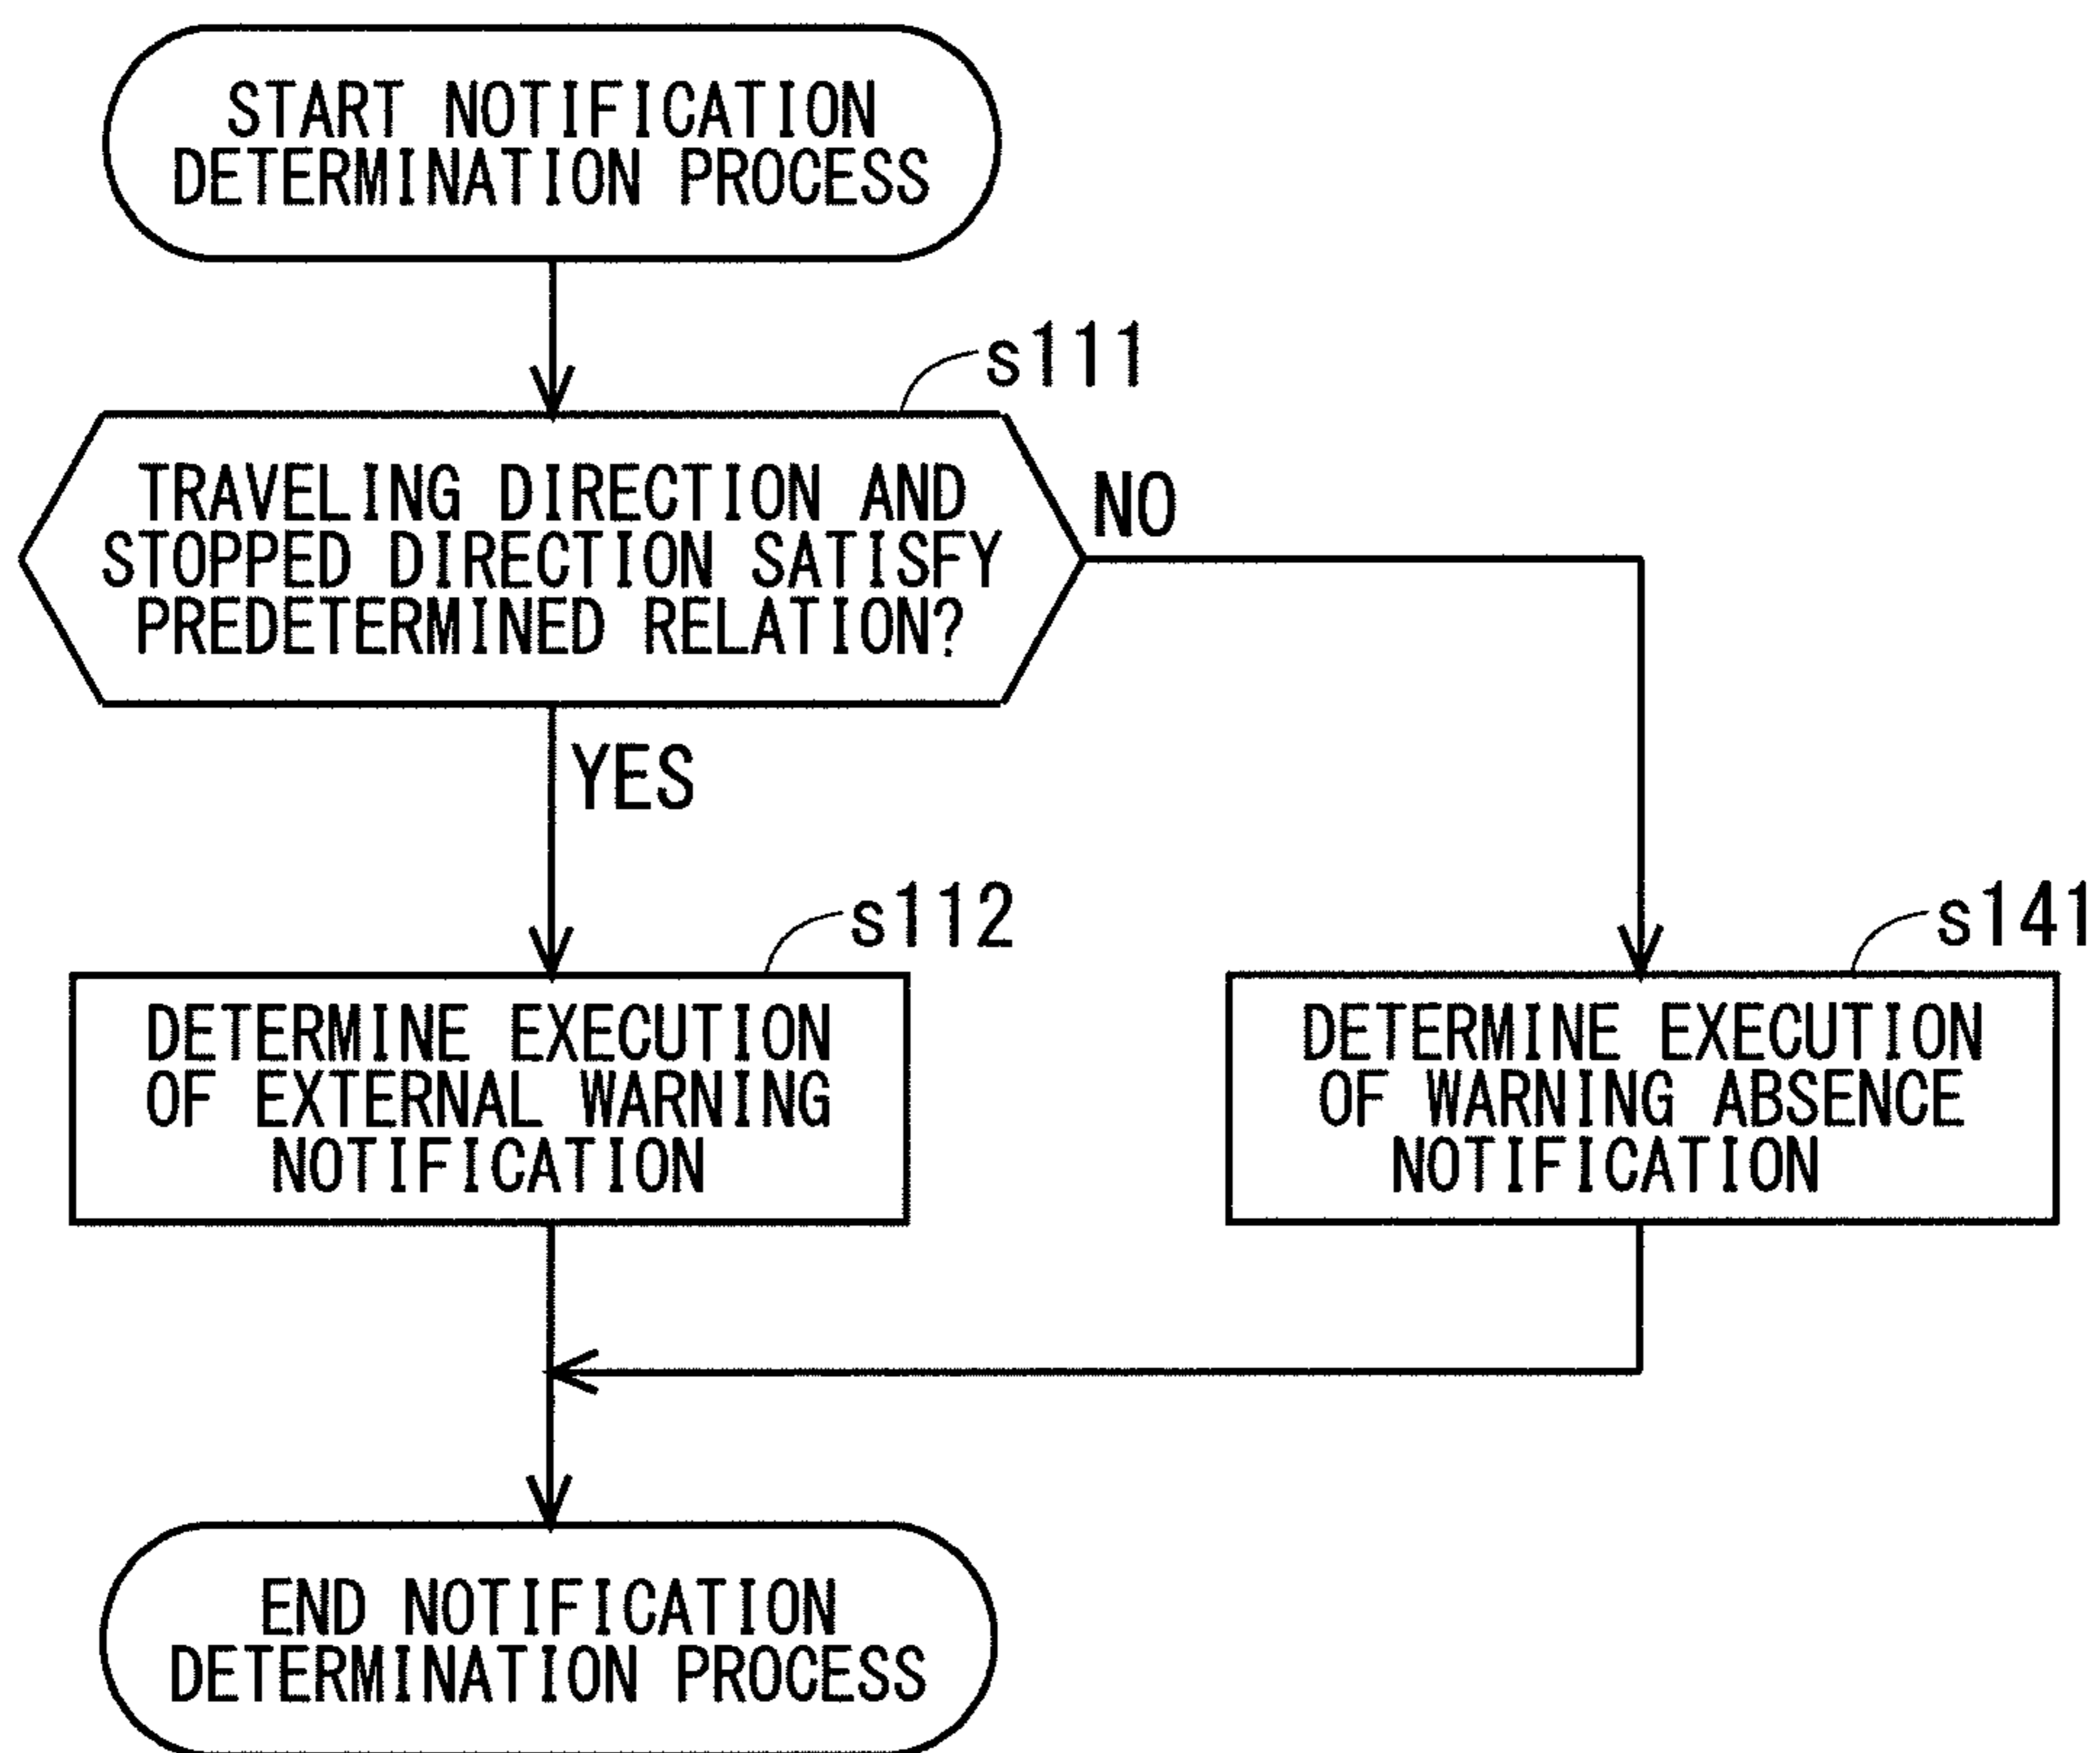 START NOTIFICATION
DETERMINATION PROCESS
s111
TRAVELING DIRECTION AND
STOPPED DIRECTION SATISFY
PREDETERMINED RELATION?
NO
YES
s112
DETERMINE EXECUTION
OF EXTERNAL WARNING
NOTIFICATION
s141
DETERMINE EXECUTION
OF WARNING ABSENCE
NOTIFICATION
END NOTIFICATION
DETERMINATION PROCESS